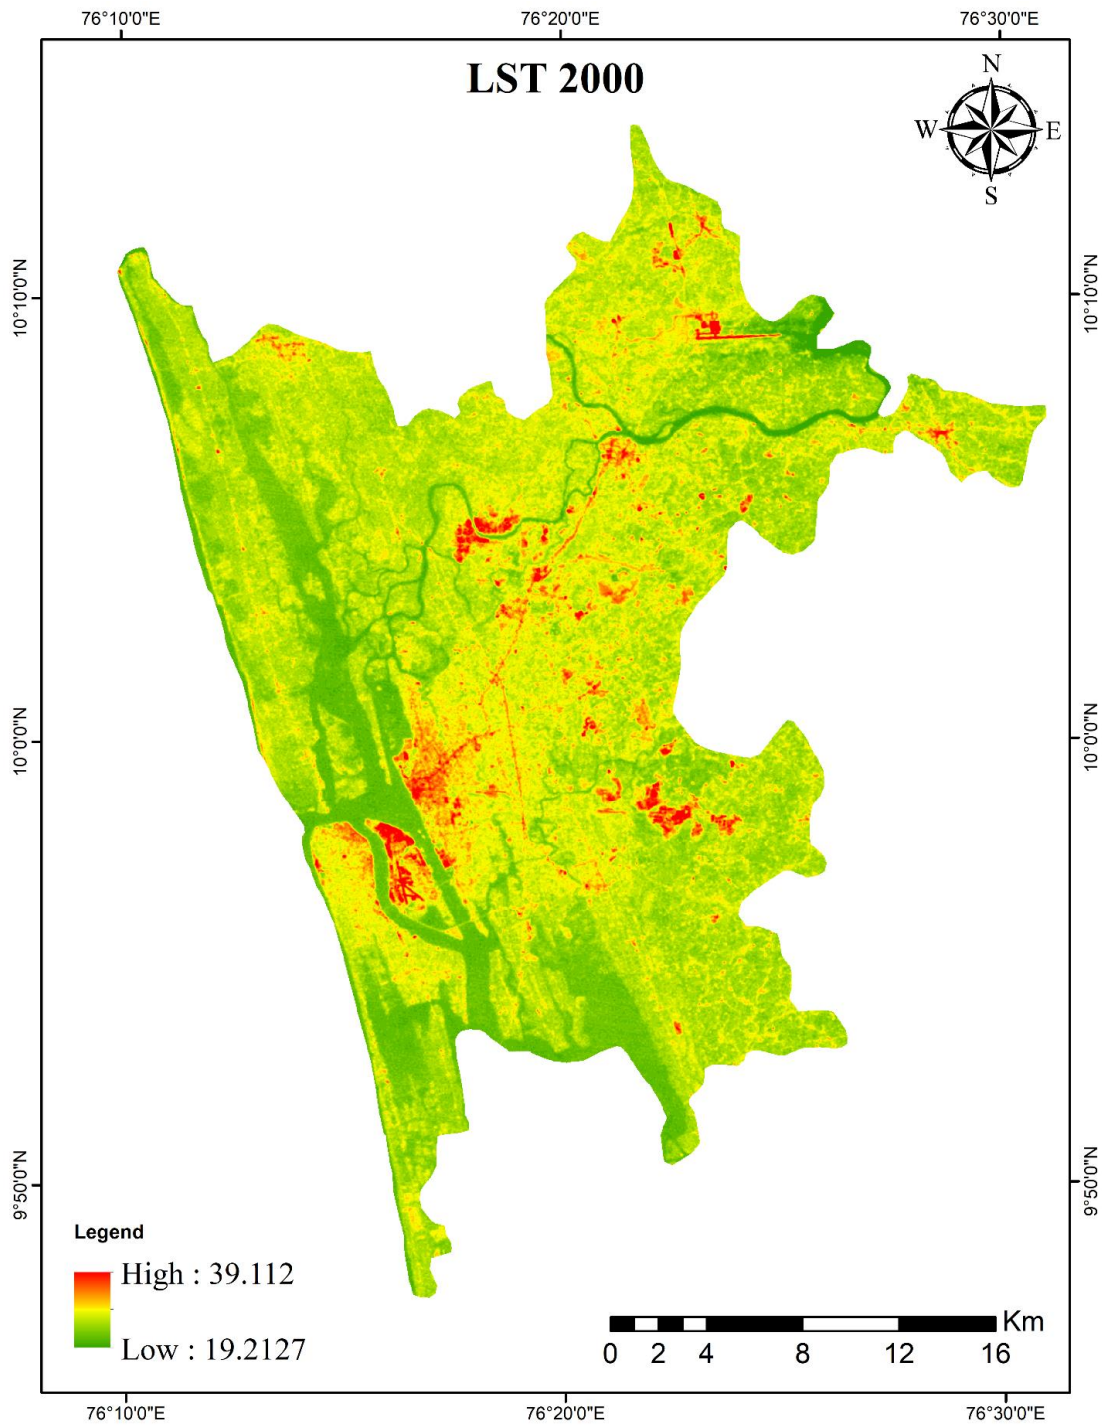 76°10'0"E 76°20'0"E 76°30'0"E
LST 2000
N
W E
S
10°10'0"N 10°10'0"N
10°0'0"N 10°0'0"N
9°50'0"N 9°50'0"N
Legend
High : 39.112
Low : 19.2127
Km
0 2 4 8 12 16
76°10'0"E 76°20'0"E 76°30'0"E